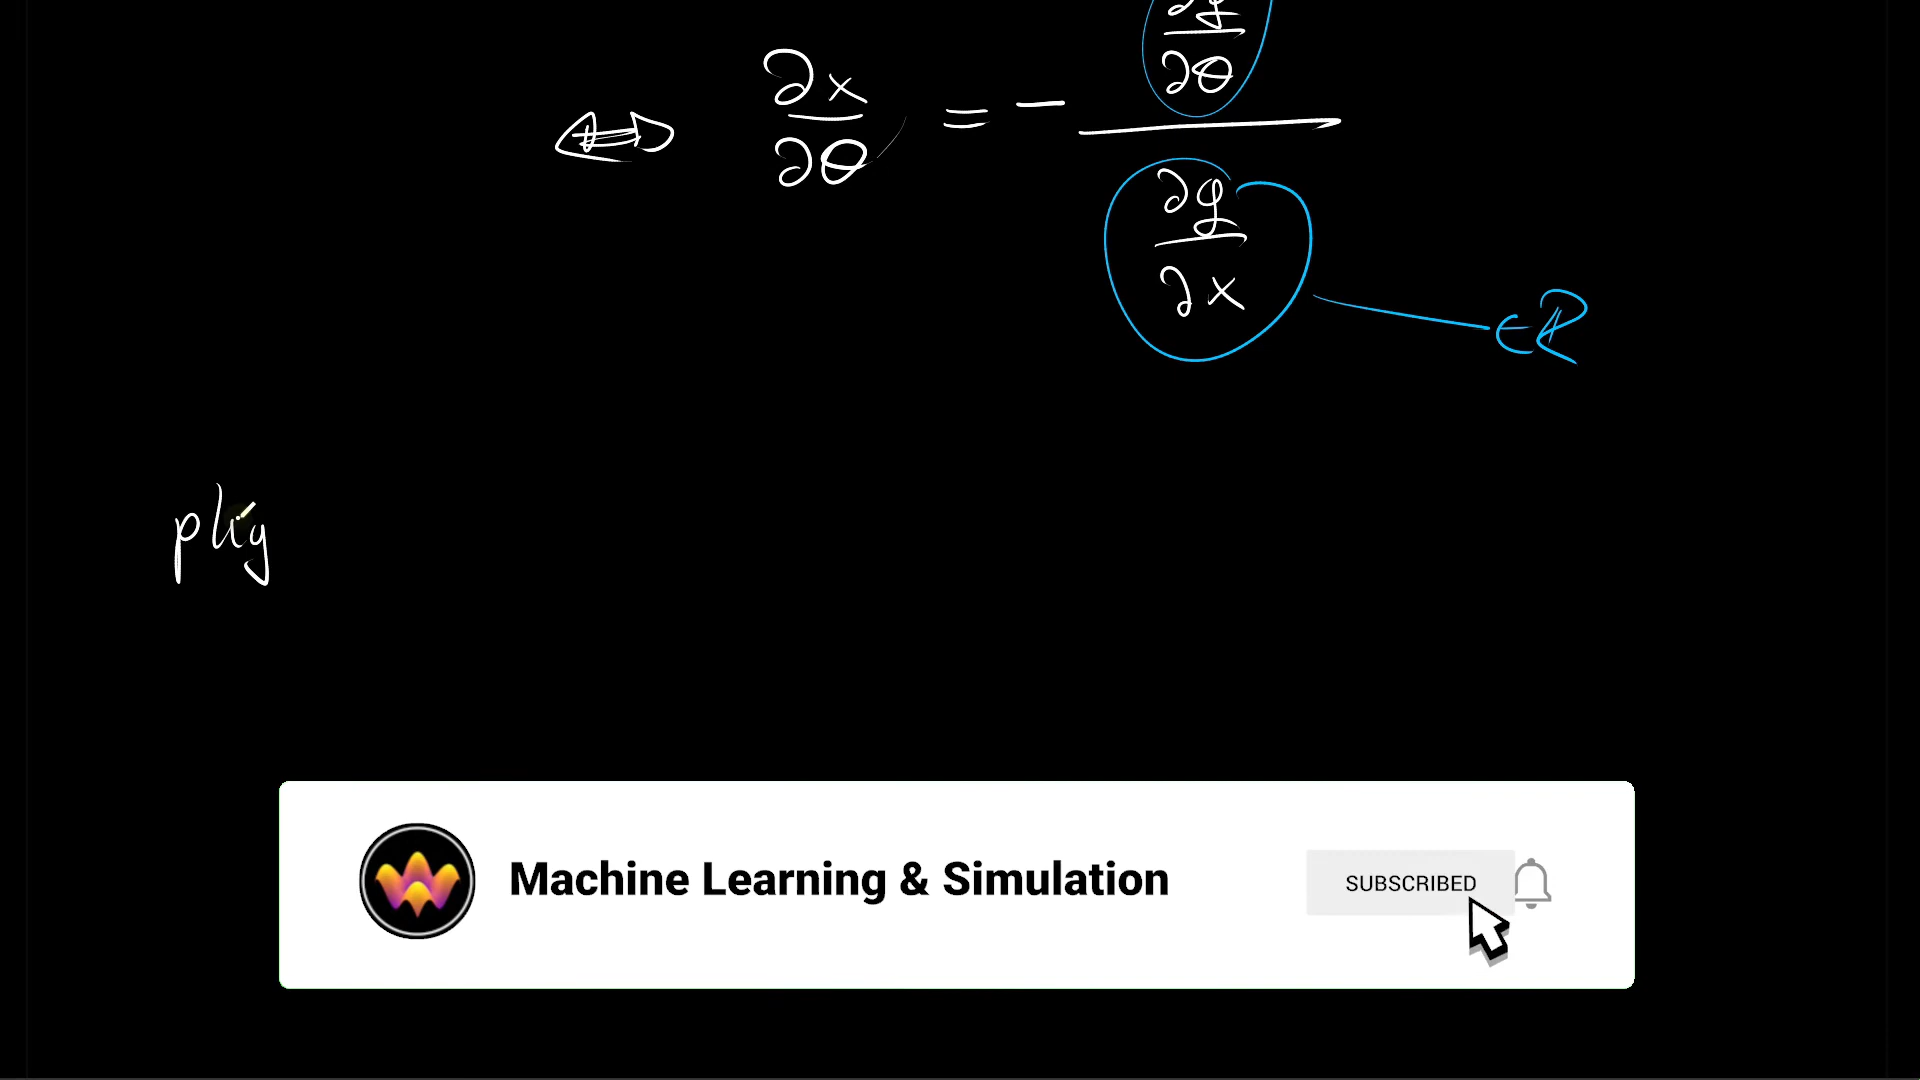 ∂g
∂θ
⇔ ∂x = -
∂θ
∂g
∂x
∈ℝ
plug
Machine Learning & Simulation
SUBSCRIBED